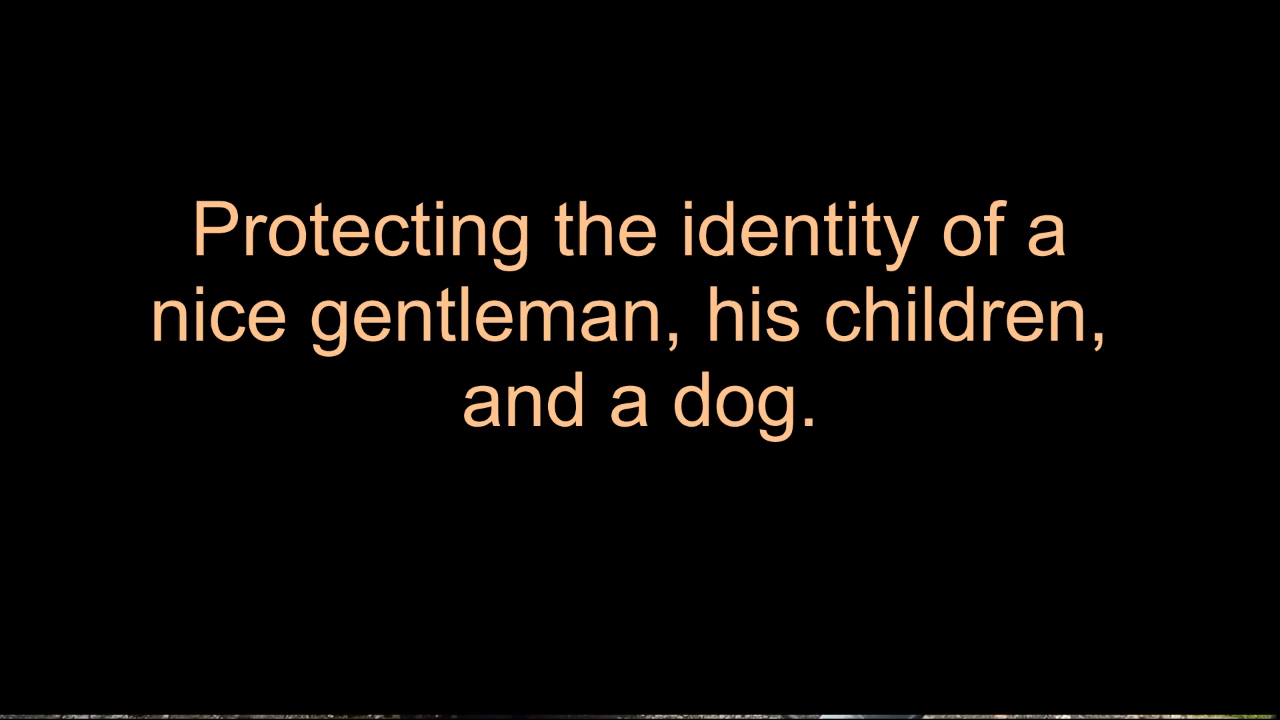 Protecting the identity of a
nice gentleman, his children,
and a dog.